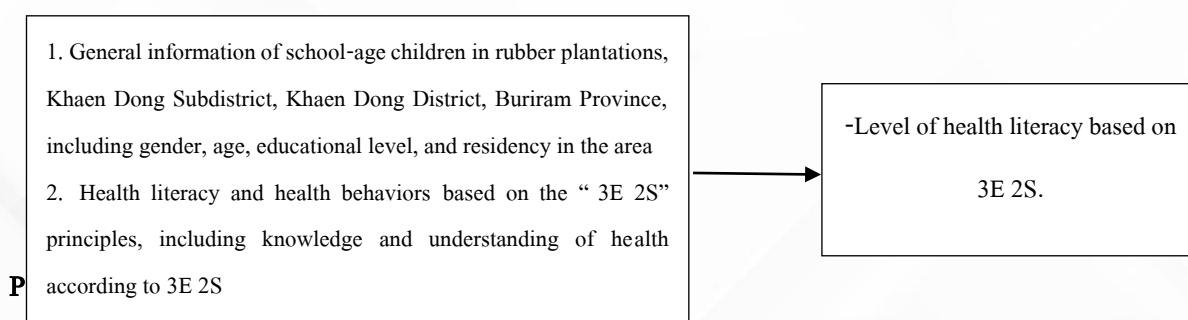 1. General information of school-age children in rubber plantations,
Khaen Dong Subdistrict, Khaen Dong District, Buriram Province,
including gender, age, educational level, and residency in the area
2. Health literacy and health behaviors based on the “ 3E 2S”
principles, including knowledge and understanding of health
according to 3E 2S
P
-Level of health literacy based on
3E 2S.